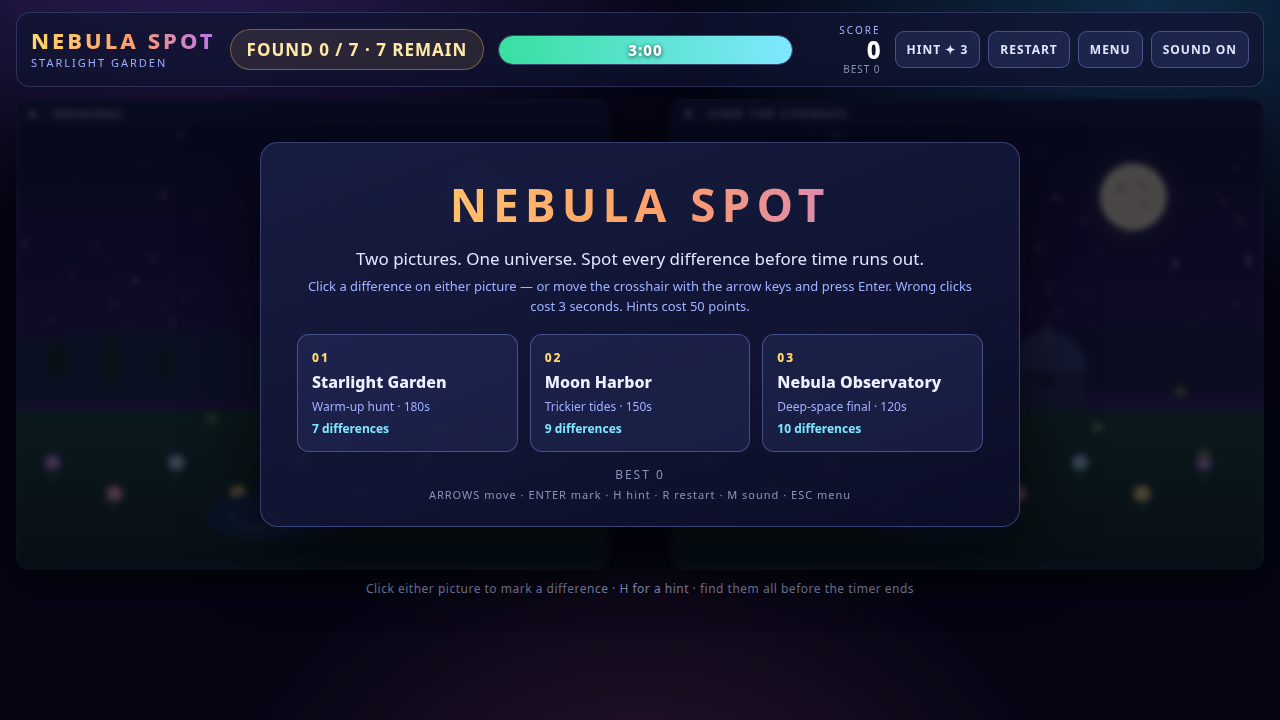 NEBULA SPOT
STARLIGHT GARDEN
FOUND 0 / 7 · 7 REMAIN
3:00
SCORE
0
BEST 0
HINT ✦ 3
RESTART
MENU
SOUND ON
NEBULA SPOT
Two pictures. One universe. Spot every difference before time runs out.
Click a difference on either picture — or move the crosshair with the arrow keys and press Enter. Wrong clicks
cost 3 seconds. Hints cost 50 points.
01
Starlight Garden
Warm-up hunt · 180s
7 differences
02
Moon Harbor
Trickier tides · 150s
9 differences
03
Nebula Observatory
Deep-space final · 120s
10 differences
BEST 0
ARROWS move · ENTER mark · H hint · R restart · M sound · ESC menu
Click either picture to mark a difference · H for a hint · find them all before the timer ends